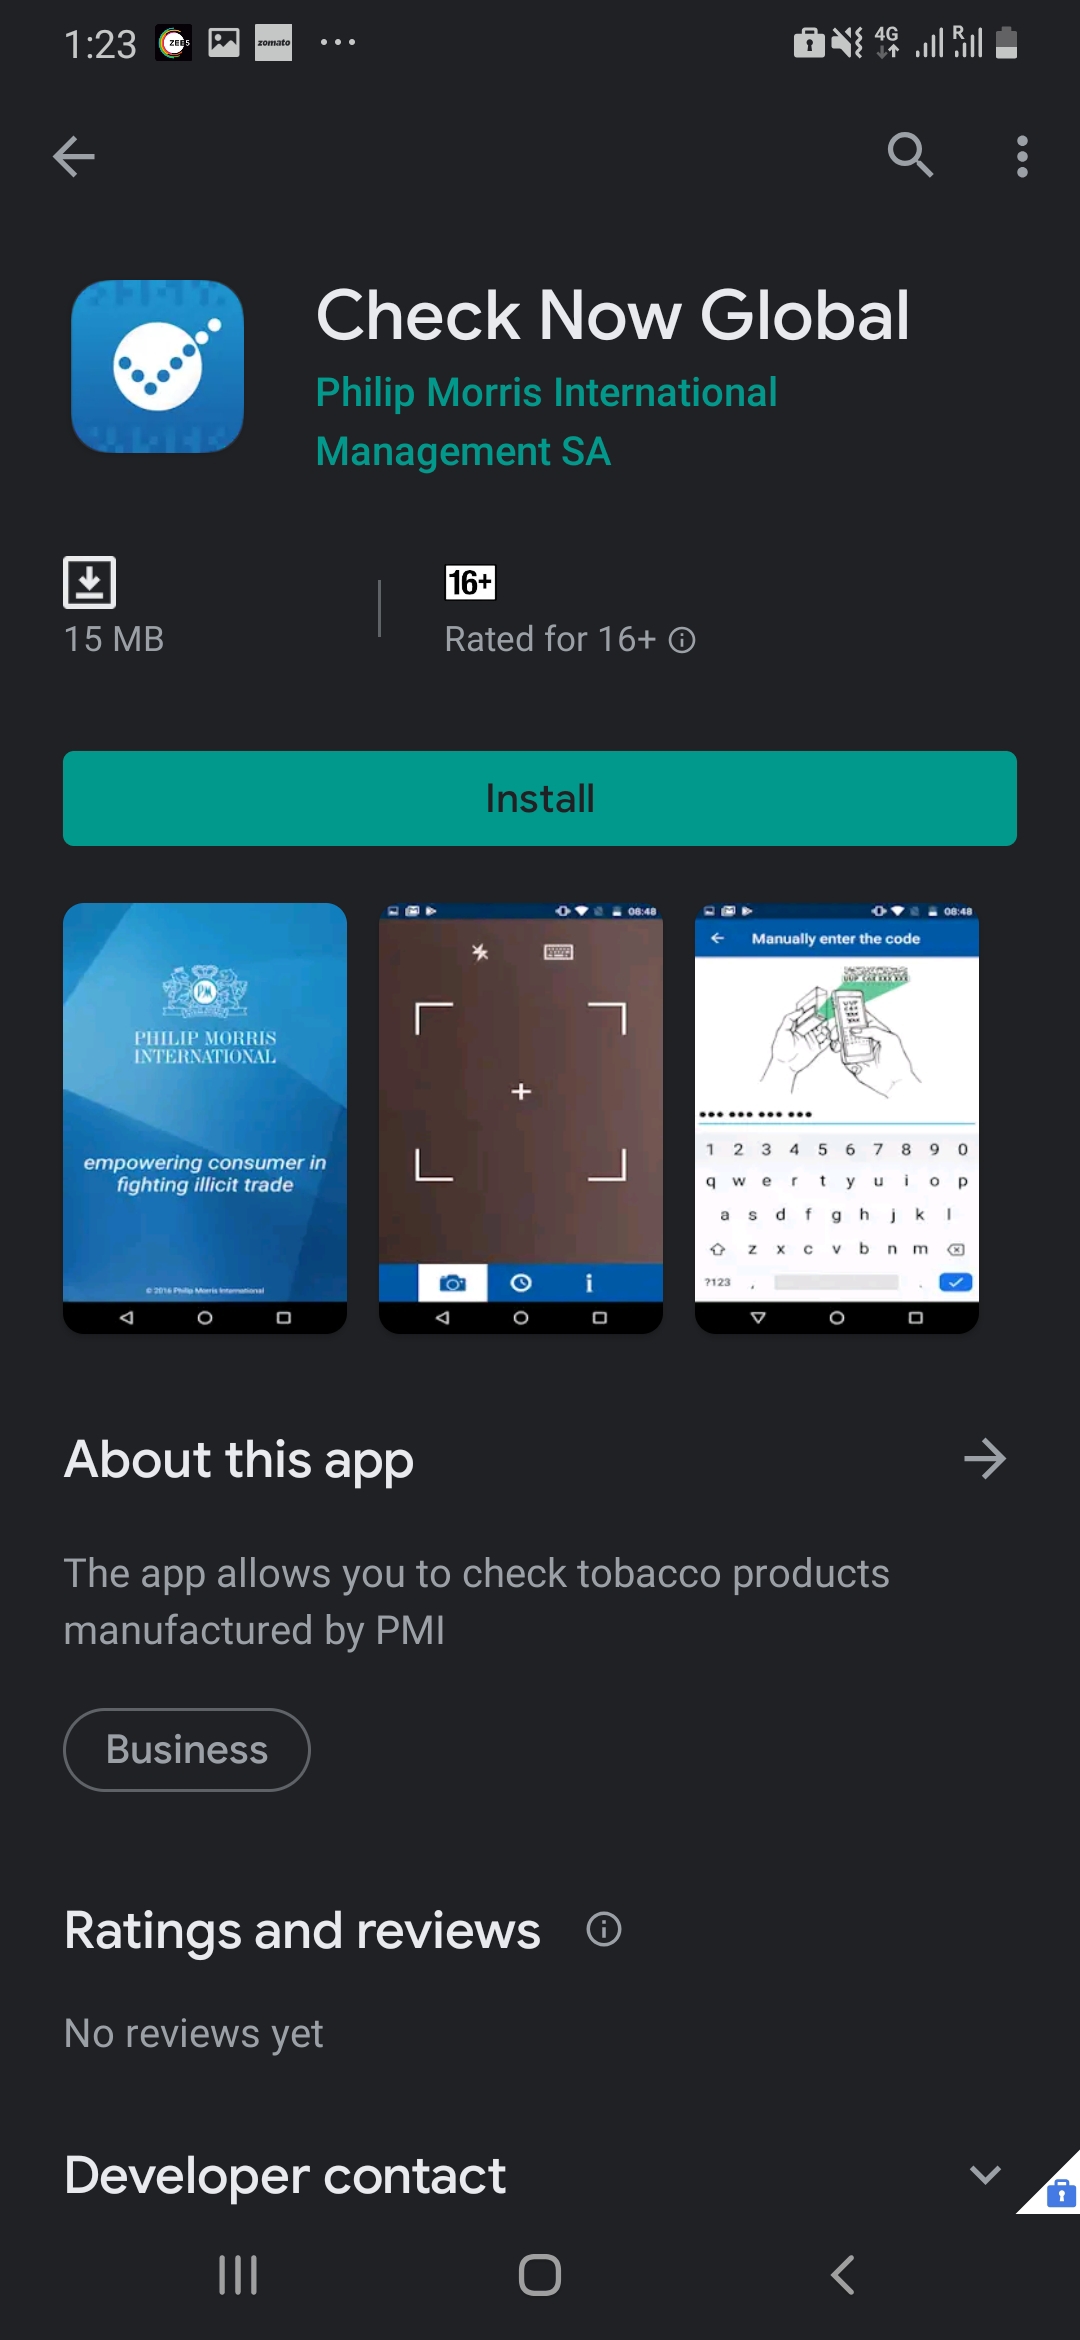 1:23
ZEE5
zomato
4G
R
Check Now Global
Philip Morris International
Management SA
15 MB
16+
Rated for 16+
Install
PM
PHILIP MORRIS
INTERNATIONAL
empowering consumer in
fighting illicit trade
© 2016 Philip Morris International
08:48
08:48
Manually enter the code
1 2 3 4 5 6 7 8 9 0
q w e r t y u i o p
a s d f g h j k l
z x c v b n m
?123 , .
About this app
The app allows you to check tobacco products
manufactured by PMI
Business
Ratings and reviews
No reviews yet
Developer contact